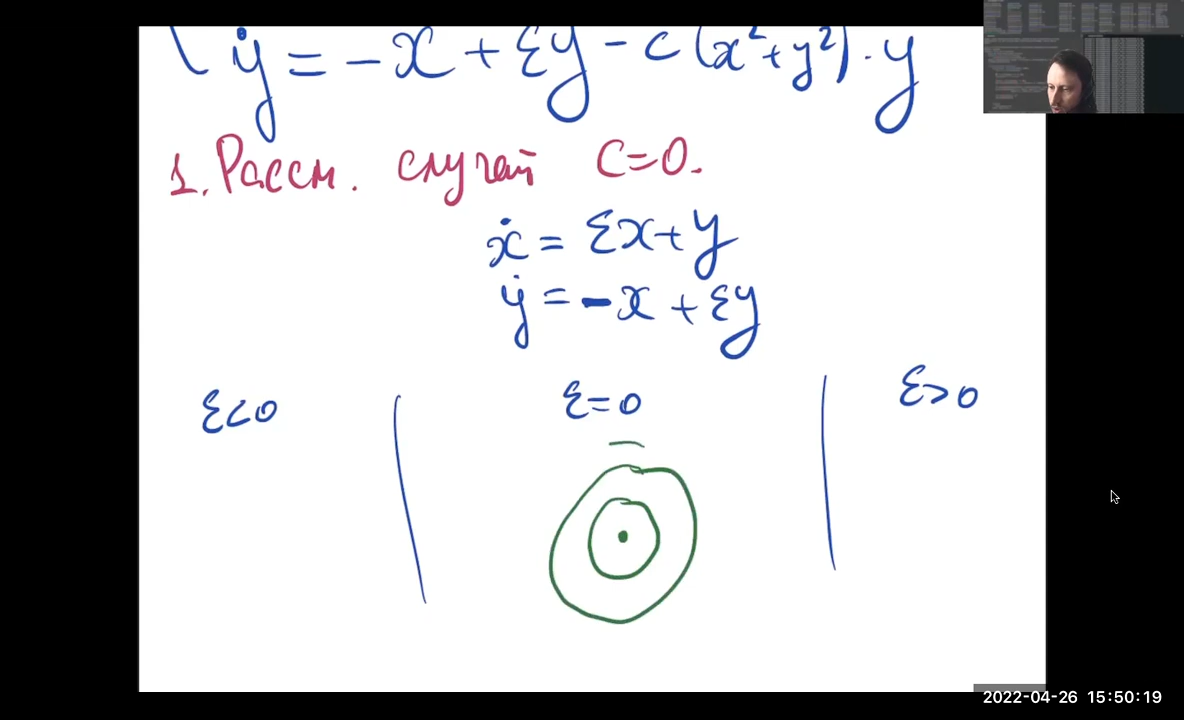 ẏ = -x + εy - c(x²+y²)·y
1. Рассм. случай C=0.
ẋ = εx+y
ẏ = -x + εy
ε<0 ε=0 ε>0
2022-04-26 15:50:19